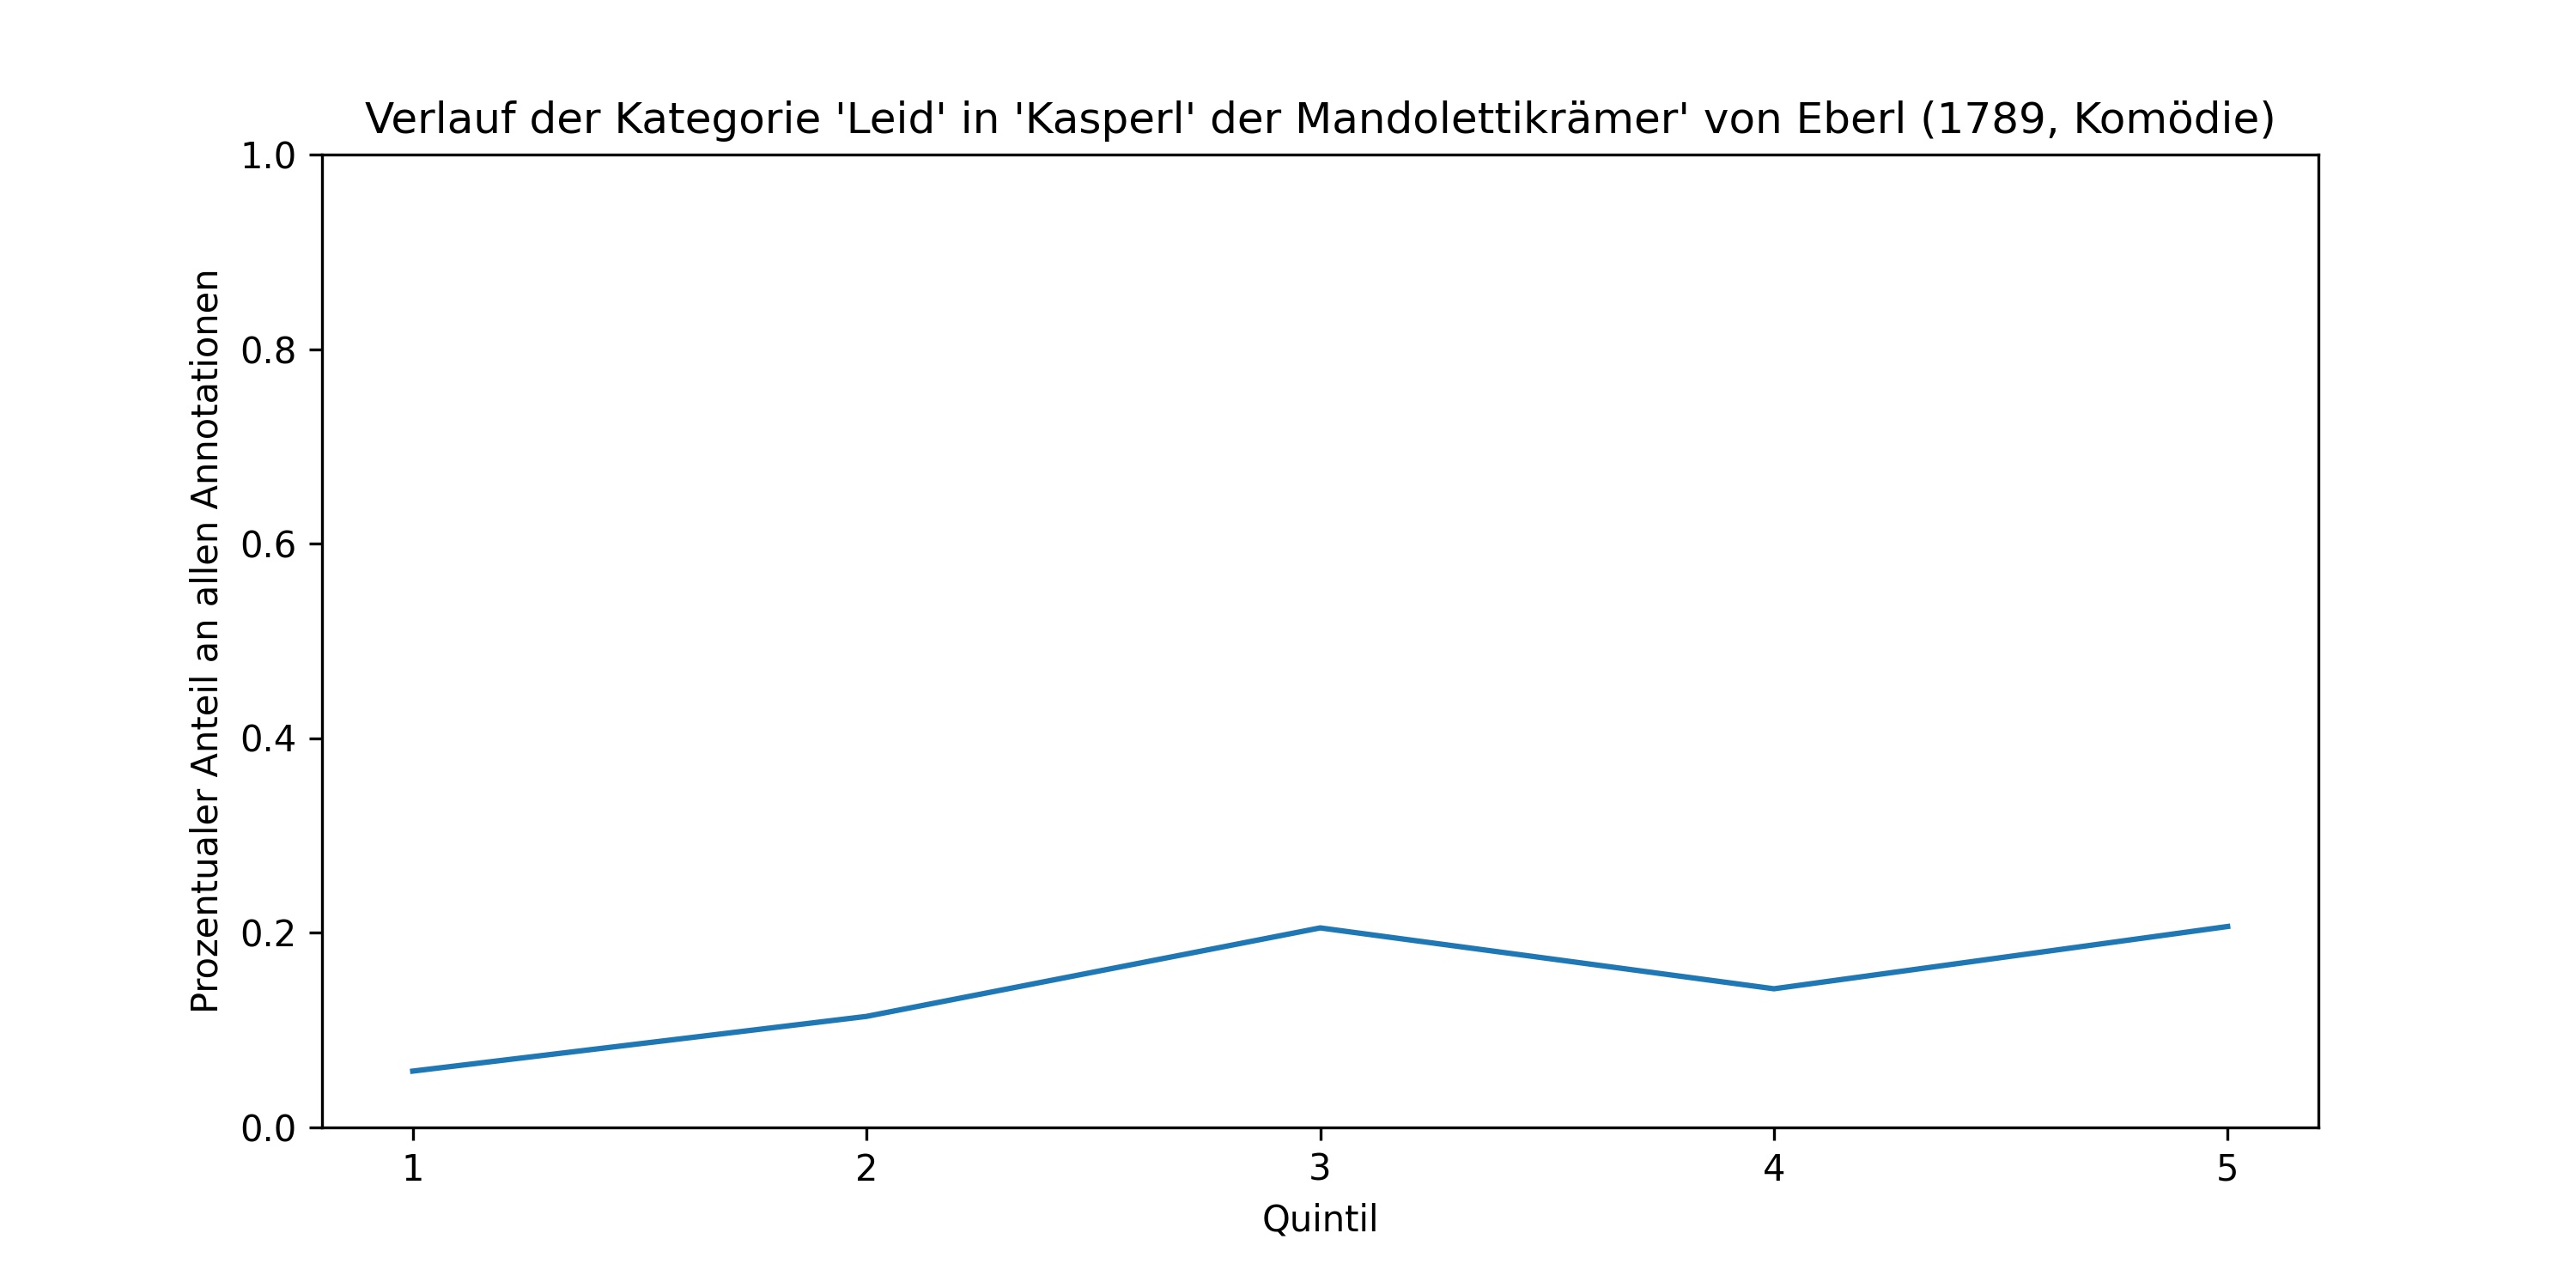 Verlauf der Kategorie 'Leid' in 'Kasperl' der Mandolettikrämer' von Eberl (1789, Komödie)
Prozentualer Anteil an allen Annotationen
1.0
0.8
0.6
0.4
0.2
0.0
1 2 3 4 5
Quintil